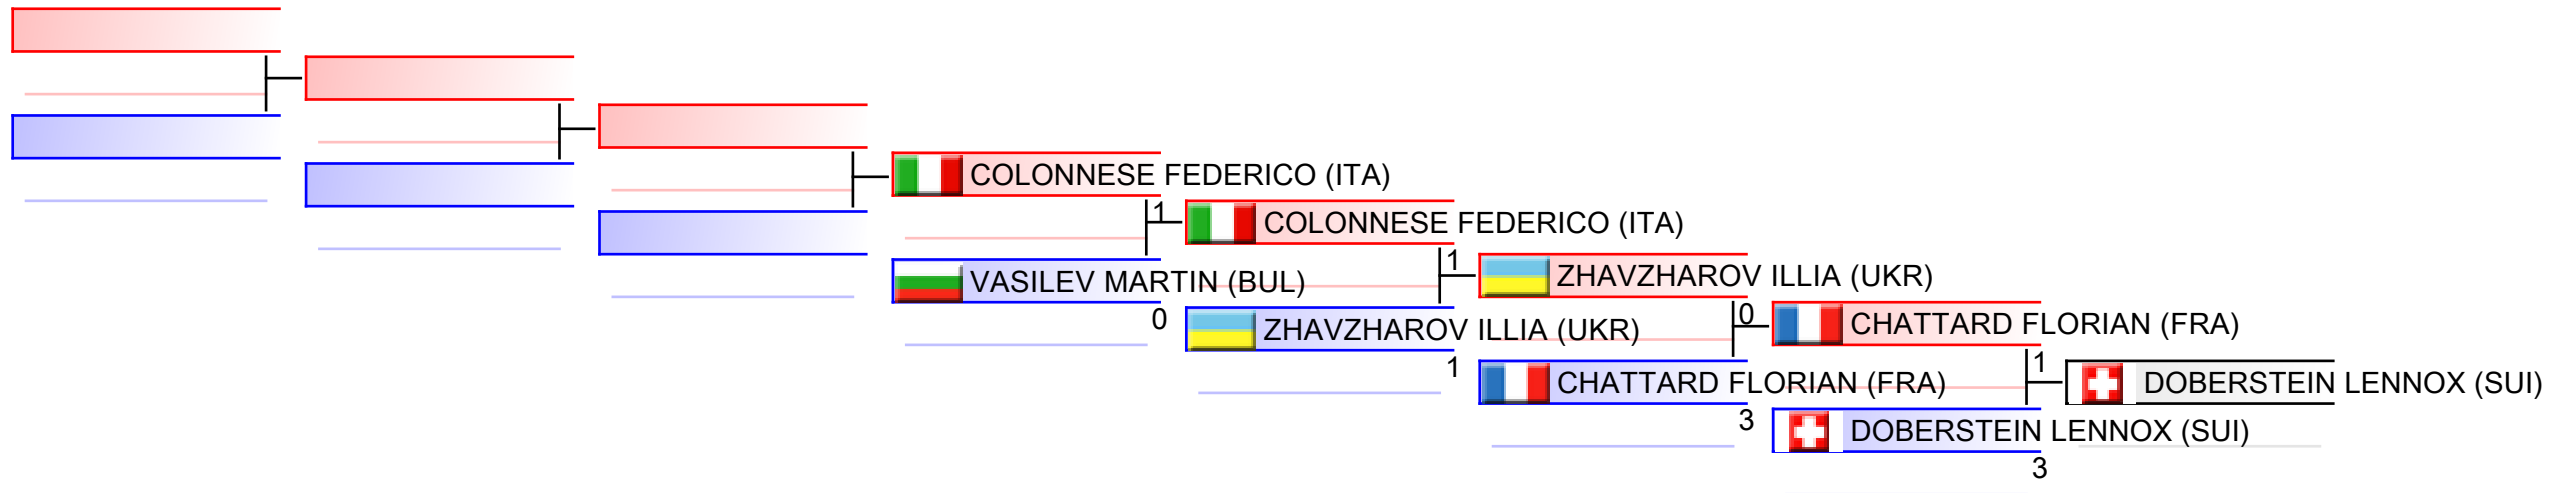 COLONNESE FEDERICO (ITA)
1
COLONNESE FEDERICO (ITA)
VASILEV MARTIN (BUL)
0
1
ZHAVZHAROV ILLIA (UKR)
ZHAVZHAROV ILLIA (UKR)
1
0
CHATTARD FLORIAN (FRA)
CHATTARD FLORIAN (FRA)
3
1
DOBERSTEIN LENNOX (SUI)
DOBERSTEIN LENNOX (SUI)
3